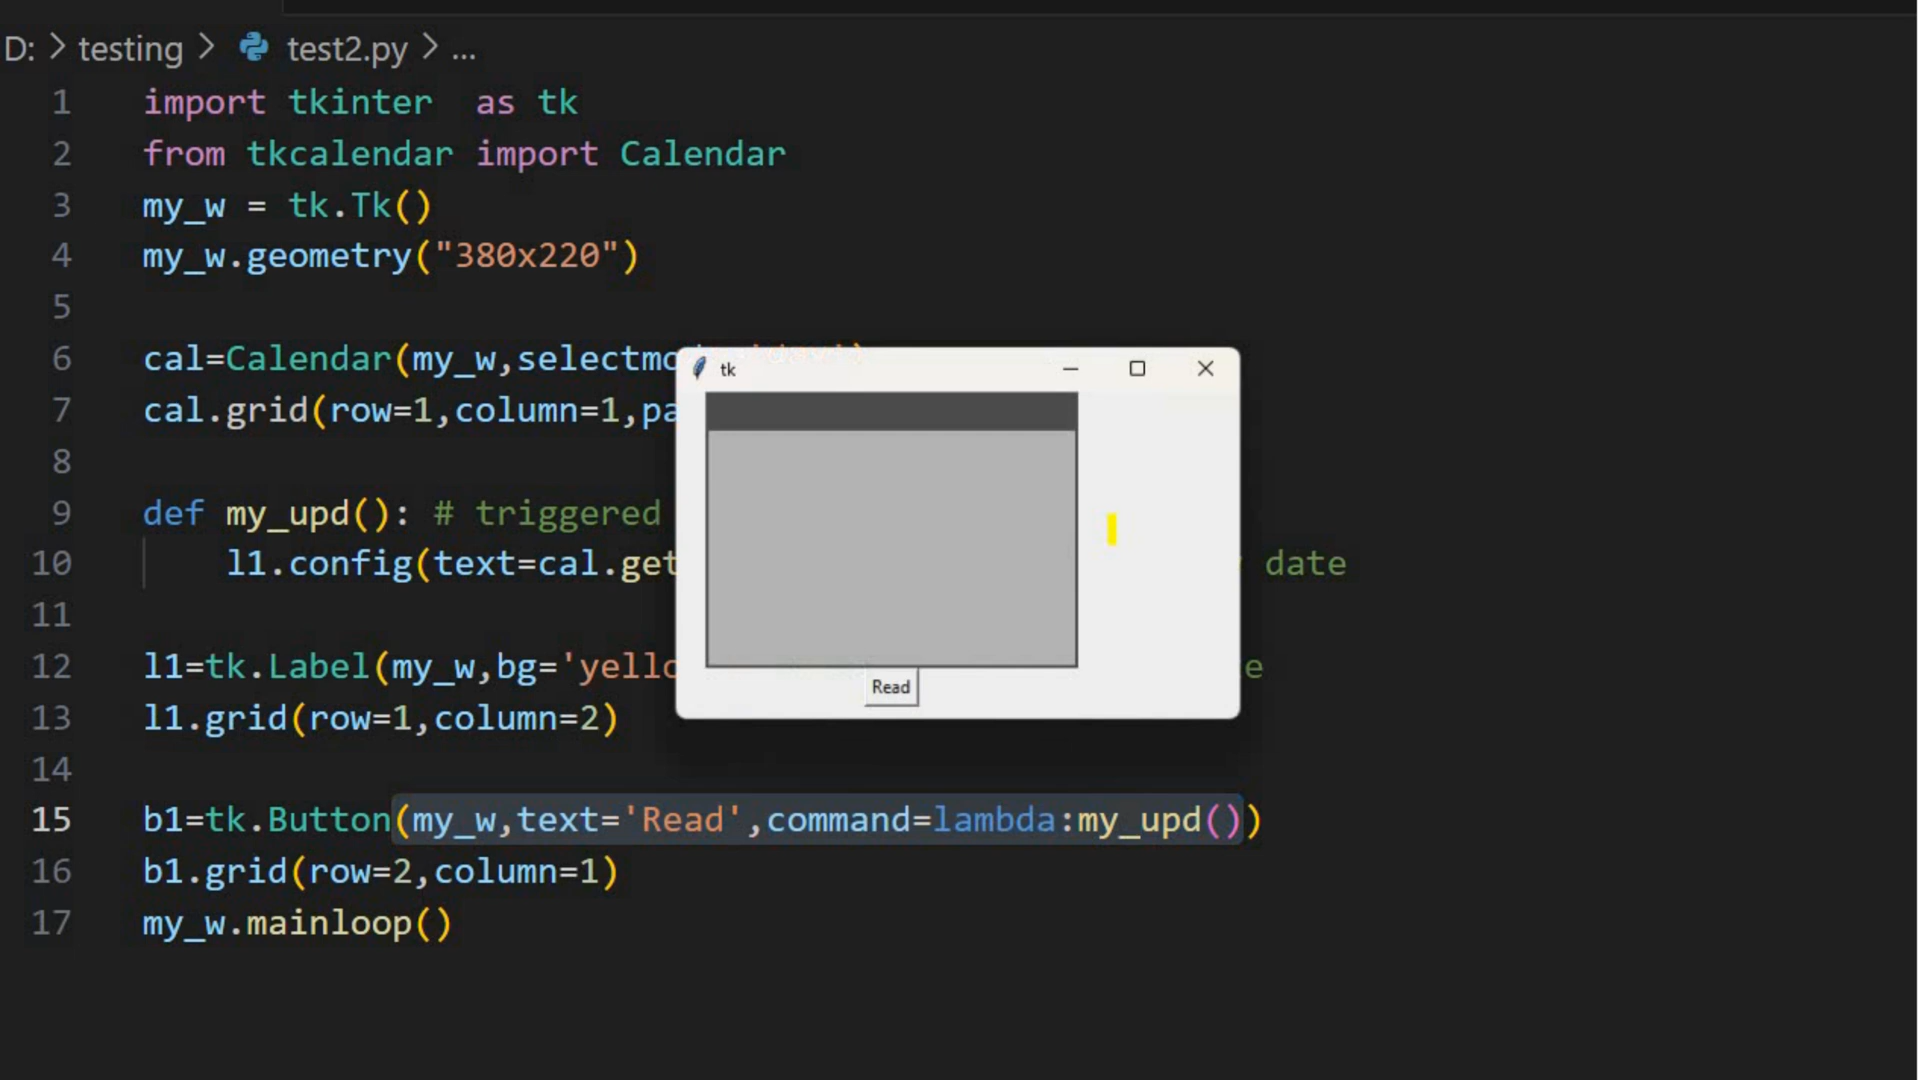 D: > testing > test2.py > ...
1 import tkinter  as tk
2 from tkcalendar import Calendar
3 my_w = tk.Tk()
4 my_w.geometry("380x220")
5
6 cal=Calendar(my_w,selectmo
7 cal.grid(row=1,column=1,pa
8
9 def my_upd(): # triggered
10 l1.config(text=cal.get date
11
12 l1=tk.Label(my_w,bg='yello e
13 l1.grid(row=1,column=2)
14
15 b1=tk.Button(my_w,text='Read',command=lambda:my_upd())
16 b1.grid(row=2,column=1)
17 my_w.mainloop()
tk
Read